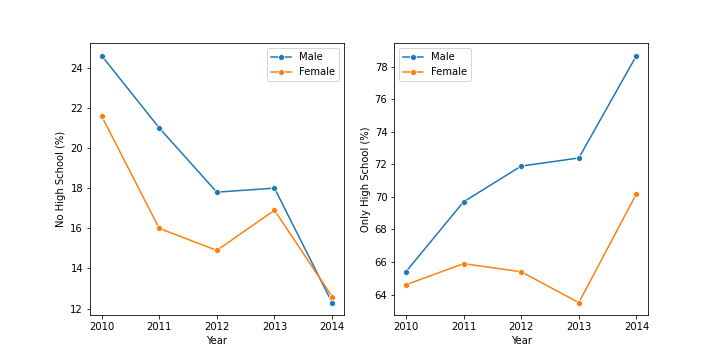 No High School (%)
24
22
20
18
16
14
12
2010 2011 2012 2013 2014
Year
Male
Female
Only High School (%)
78
76
74
72
70
68
66
64
2010 2011 2012 2013 2014
Year
Male
Female